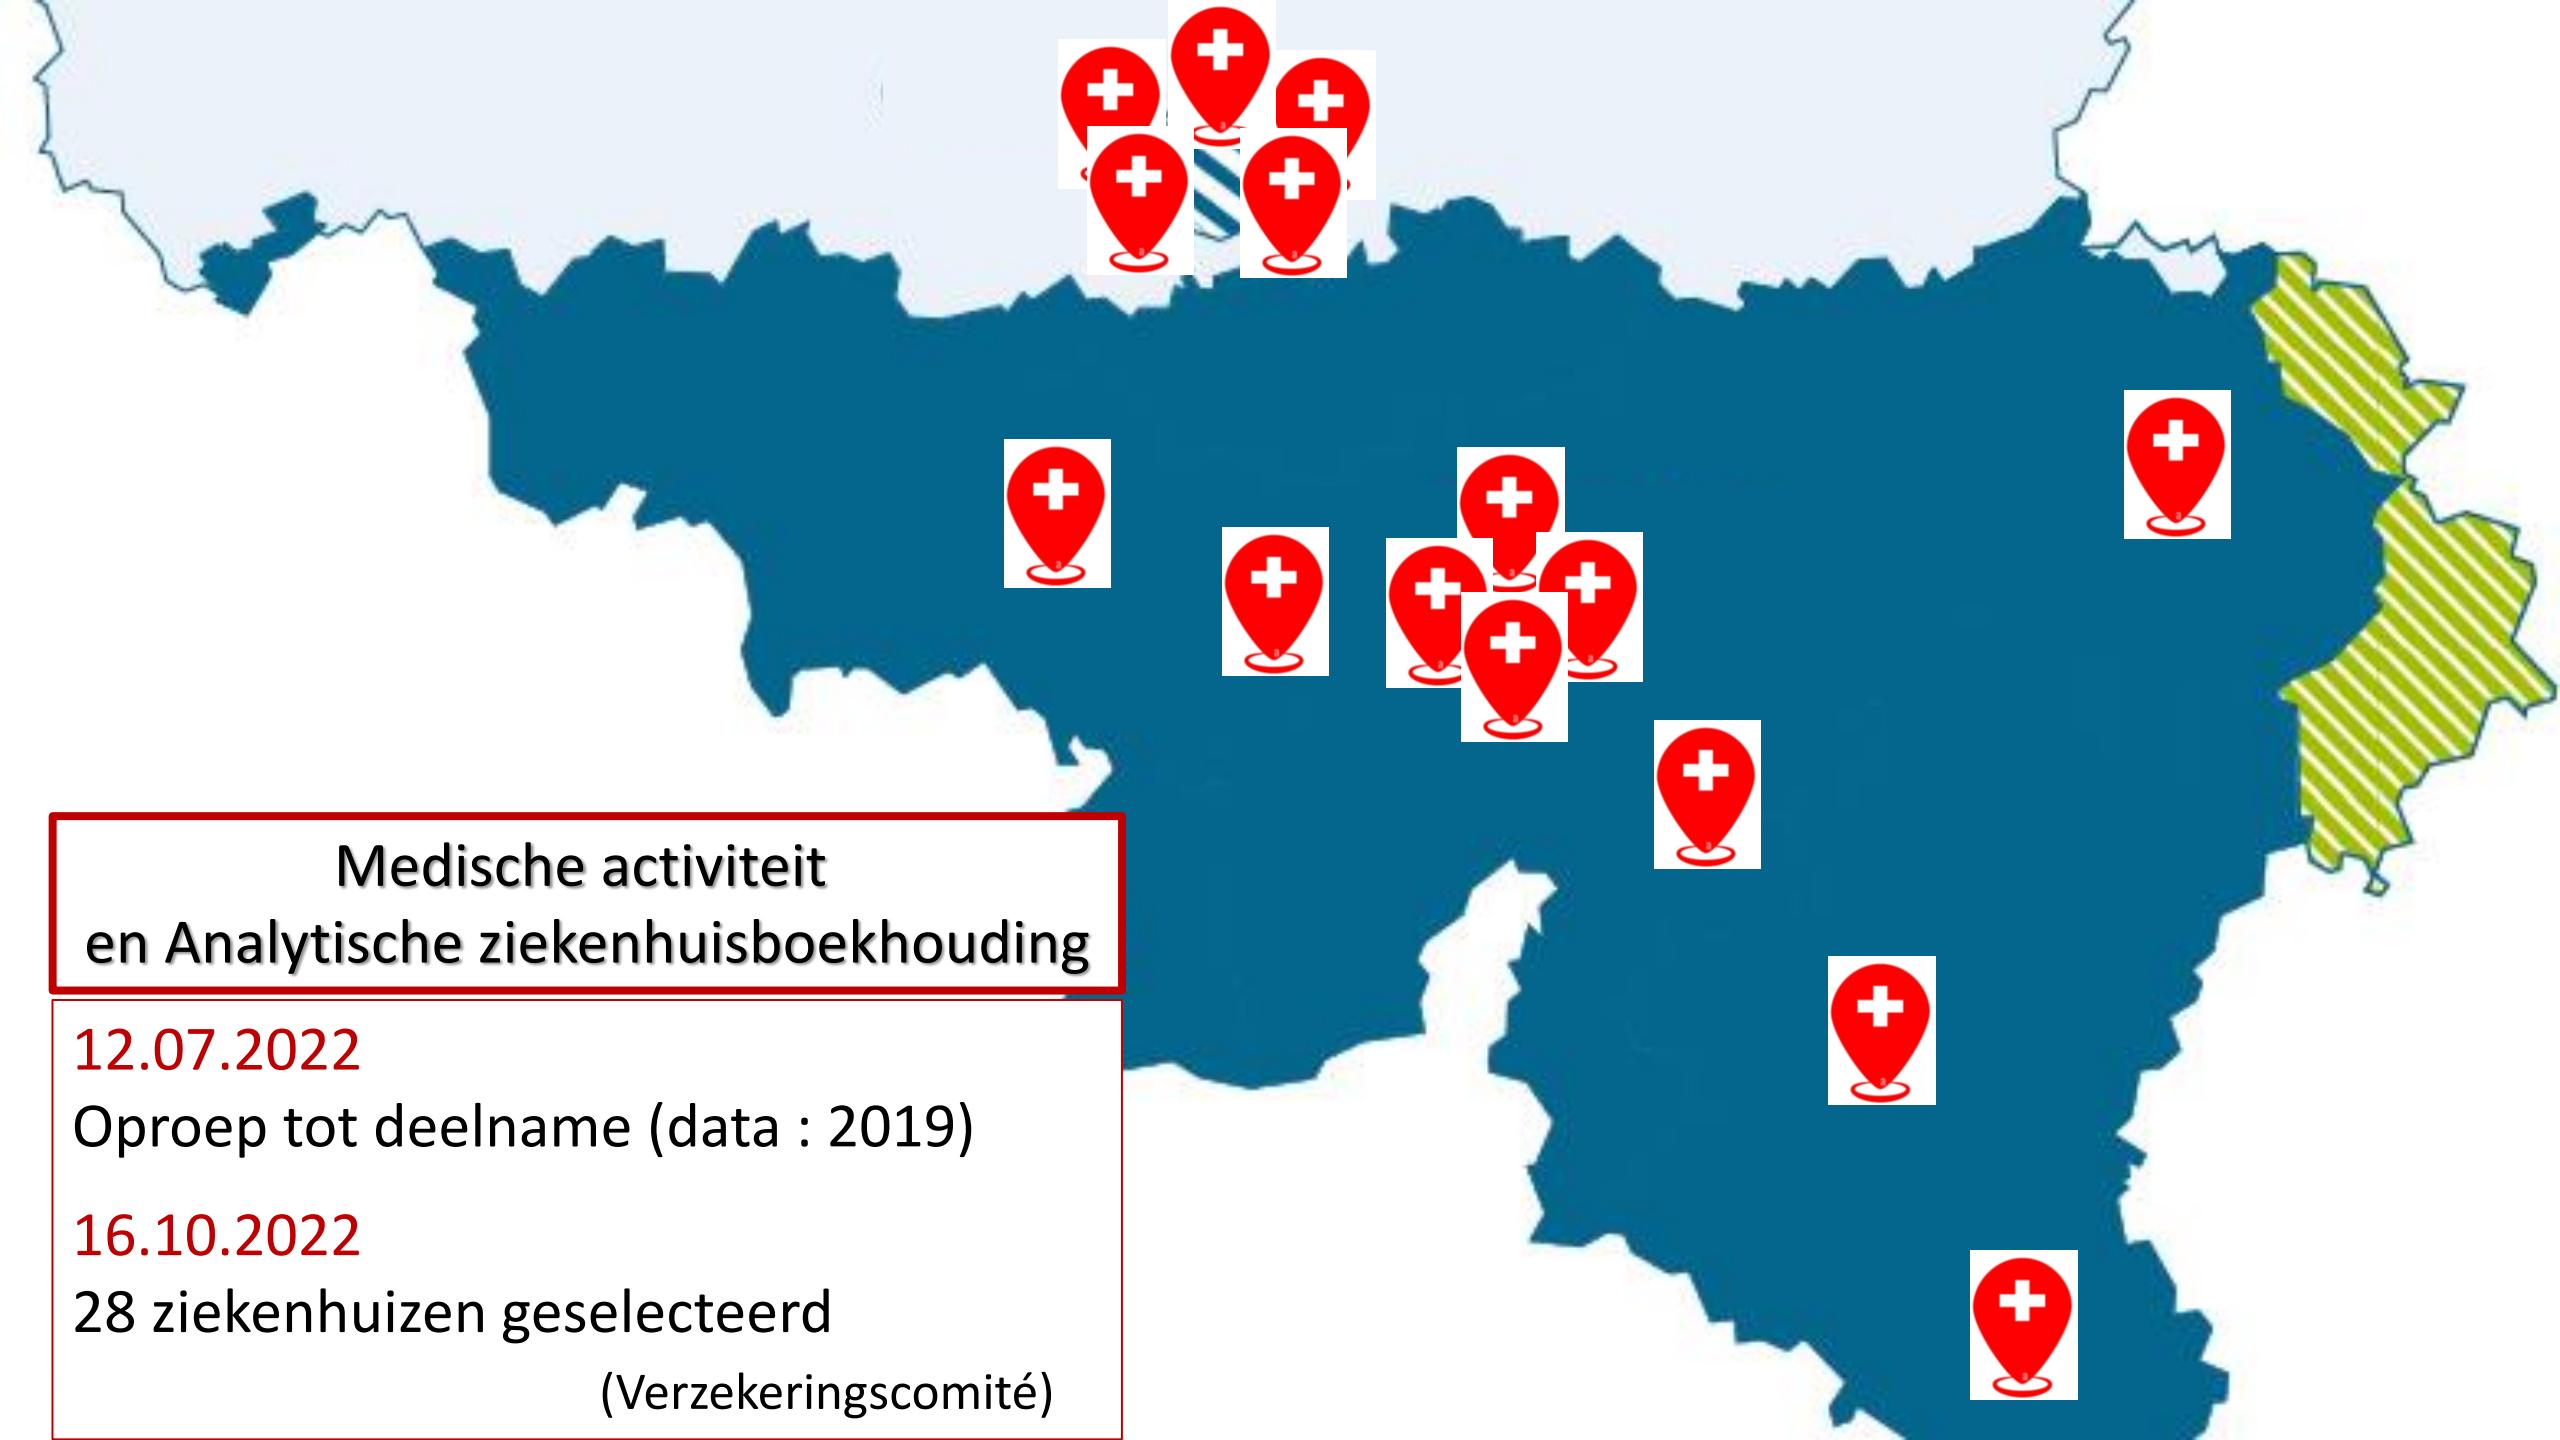 Medische activiteit
en Analytische ziekenhuisboekhouding
12.07.2022
Oproep tot deelname (data : 2019)
16.10.2022
28 ziekenhuizen geselecteerd
(Verzekeringscomité)